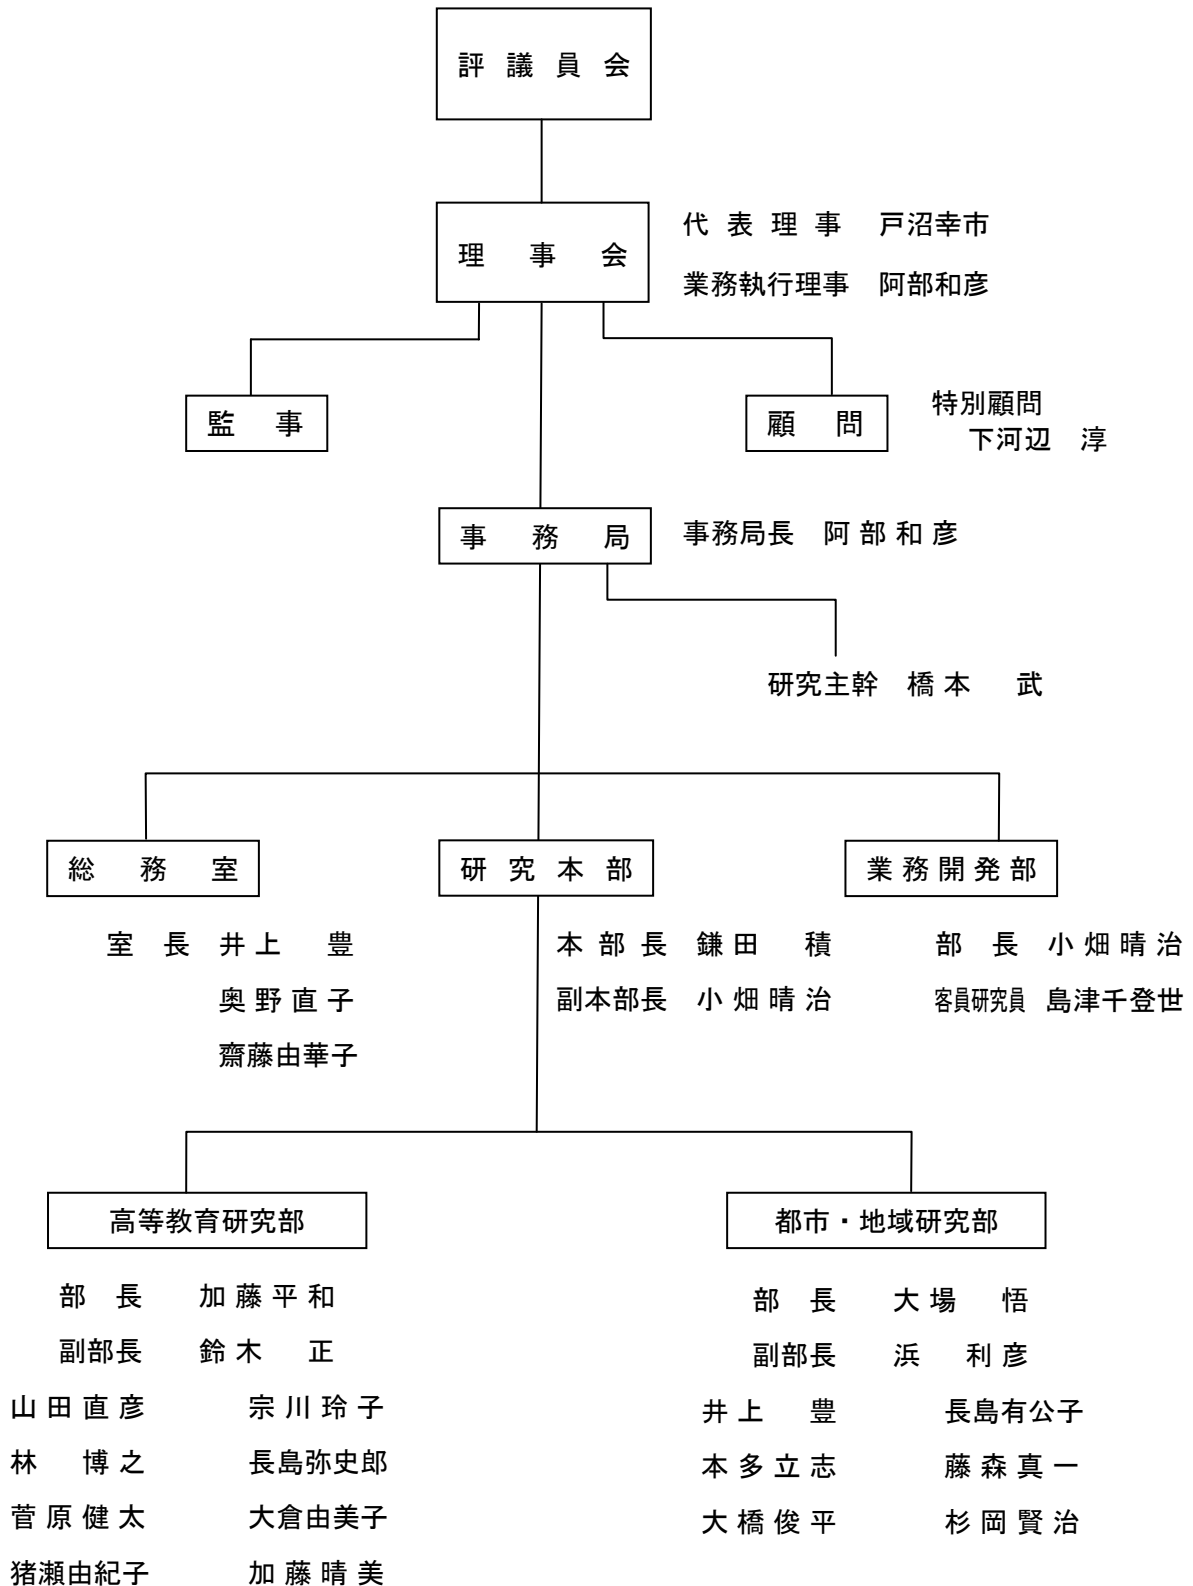 評議員会
理事会
代表理事 戸沼幸市
業務執行理事 阿部和彦
監事
顧問
特別顧問
下河辺 淳
事務局
事務局長 阿部和彦
研究主幹 橋本 武
総務室
室長 井上 豊
奥野直子
齋藤由華子
研究本部
本部長 鎌田 積
副本部長 小畑晴治
業務開発部
部長 小畑晴治
客員研究員 島津千登世
高等教育研究部
部長 加藤平和
副部長 鈴木 正
山田直彦 宗川玲子
林 博之 長島弥史郎
菅原健太 大倉由美子
猪瀬由紀子 加藤晴美
都市・地域研究部
部長 大場 悟
副部長 浜 利彦
井上 豊 長島有公子
本多立志 藤森真一
大橋俊平 杉岡賢治